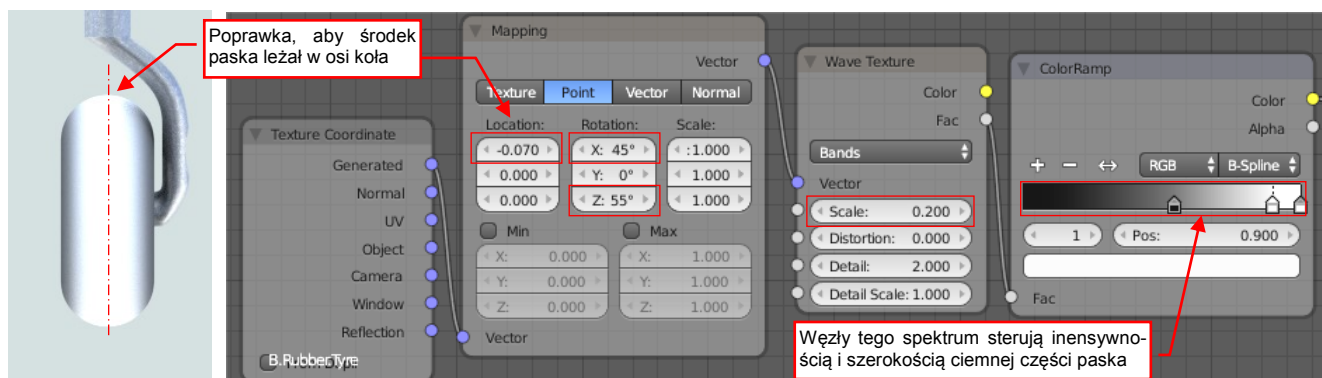 Poprawka, aby środek
paska leżał w osi koła
Texture Coordinate
Generated
Normal
UV
Object
Camera
Window
Reflection
B.RubberTyre
Mapping
Vector
Texture Point Vector Normal
Location: Rotation: Scale:
-0.070 X: 45° :1.000
0.000 Y: 0° 1.000
0.000 Z: 55° 1.000
Min Max
X: 0.000 X: 1.000
Y: 0.000 Y: 1.000
Z: 0.000 Z: 1.000
Vector
Wave Texture
Color
Fac
Bands
Vector
Scale: 0.200
Distortion: 0.000
Detail: 2.000
Detail Scale: 1.000
ColorRamp
Color
Alpha
+ − ↔ RGB B-Spline
1 Pos: 0.900
Fac
Węzły tego spektrum sterują inensywno-
ścią i szerokością ciemnej części paska